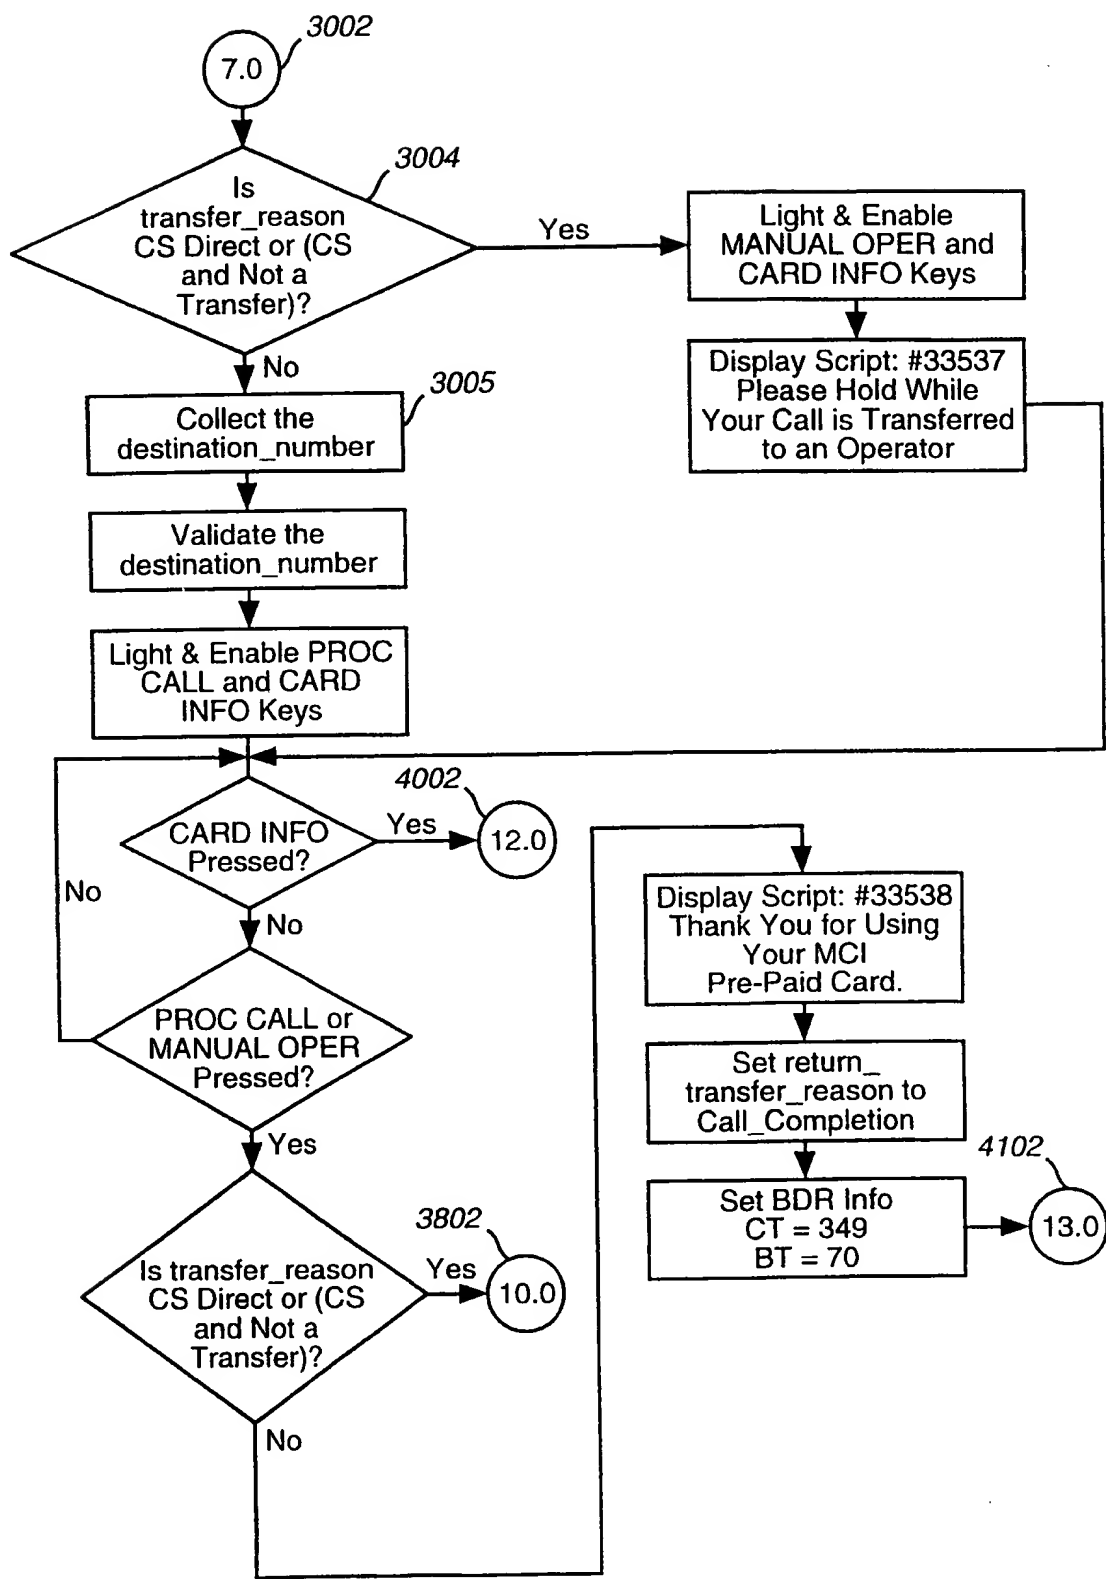 3002
7.0
3004
Is
transfer_reason
CS Direct or (CS
and Not a
Transfer)?
Yes
Light & Enable
MANUAL OPER and
CARD INFO Keys
No
3005
Display Script: #33537
Please Hold While
Your Call is Transferred
to an Operator
Collect the
destination_number
Validate the
destination_number
Light & Enable PROC
CALL and CARD
INFO Keys
4002
CARD INFO
Pressed?
Yes
12.0
No
No
Display Script: #33538
Thank You for Using
Your MCI
Pre-Paid Card.
PROC CALL or
MANUAL OPER
Pressed?
Set return_
transfer_reason to
Call_Completion
Yes
4102
Set BDR Info
CT = 349
BT = 70
13.0
3802
Is transfer_reason
CS Direct or (CS
and Not a
Transfer)?
Yes
10.0
No